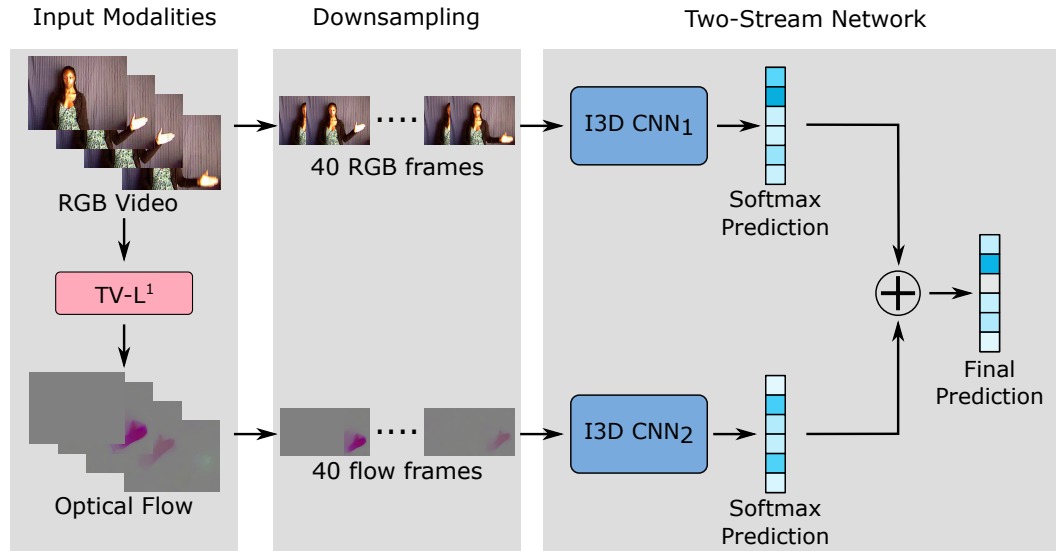 Input Modalities
Downsampling
Two-Stream Network
RGB Video
40 RGB frames
I3D CNN₁
Softmax
Prediction
TV-L¹
Optical Flow
40 flow frames
I3D CNN₂
Softmax
Prediction
Final
Prediction